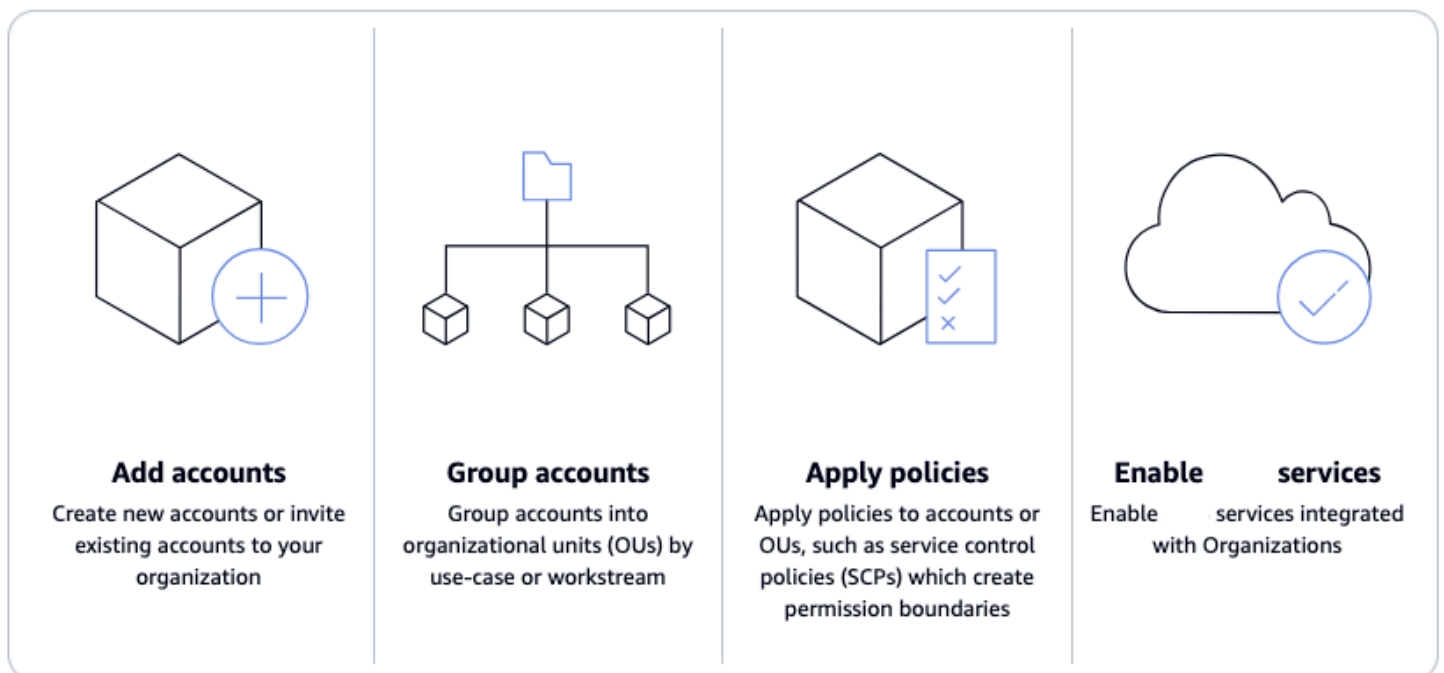 Add accounts
Create new accounts or invite
existing accounts to your
organization
Group accounts
Group accounts into
organizational units (OUs) by
use-case or workstream
Apply policies
Apply policies to accounts or
OUs, such as service control
policies (SCPs) which create
permission boundaries
Enable services
Enable services integrated
with Organizations